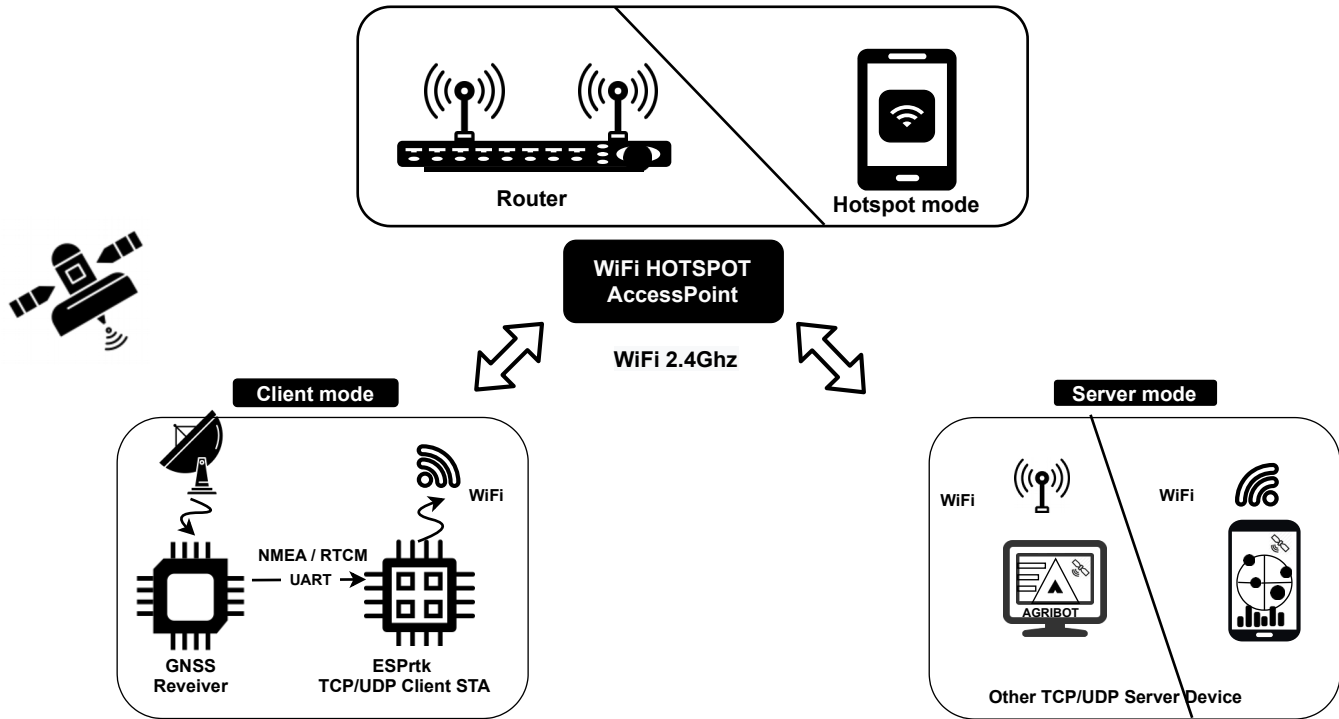 Router
Hotspot mode
WiFi HOTSPOT
AccessPoint
WiFi 2.4Ghz
Client mode
WiFi
NMEA / RTCM
UART
GNSS
Reveiver
ESPrtk
TCP/UDP Client STA
Server mode
WiFi
WiFi
AGRIBOT
Other TCP/UDP Server Device